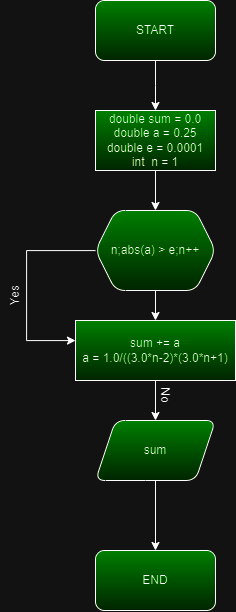 START
double sum = 0.0
double a = 0.25
double e = 0.0001
int  n = 1
n;abs(a) > e;n++
Yes
sum += a
a = 1.0/((3.0*n-2)*(3.0*n+1)
No
sum
END